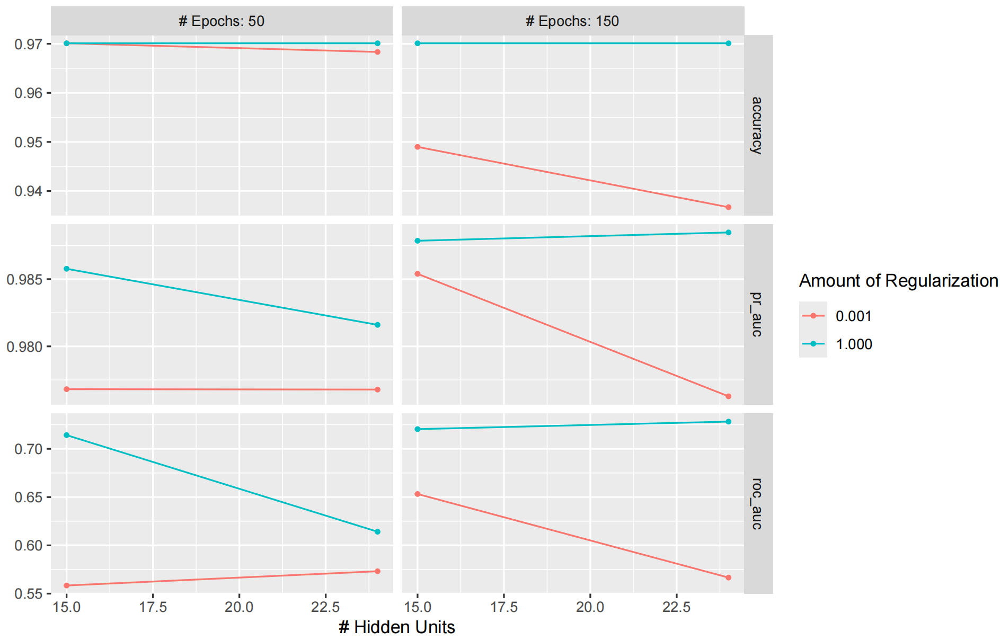 # Epochs: 50
# Epochs: 150
0.97
0.96
0.95
0.94
accuracy
0.985
0.980
pr_auc
0.70
0.65
0.60
0.55
roc_auc
15.0 17.5 20.0 22.5
15.0 17.5 20.0 22.5
# Hidden Units
Amount of Regularization
0.001
1.000